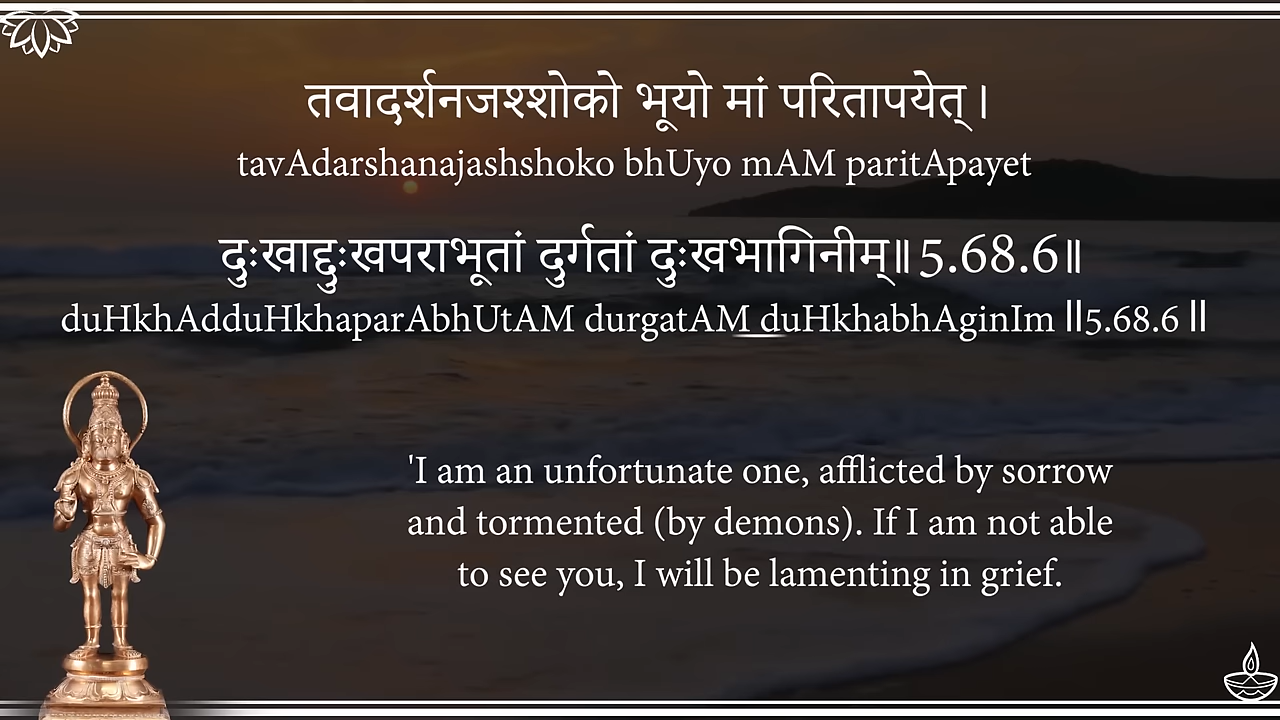 तवादर्शनजश्शोको भूयो मां परितापयेत् ।
tavAdarshanajashshoko bhUyo mAM paritApayet
दुःखाद्दुःखपराभूतां दुर्गतां दुःखभागिनीम्॥ 5.68.6॥
duHkhAdduHkhaparAbhUtAM durgatAM duHkhabhAginIm ॥5.68.6 ॥
'I am an unfortunate one, afflicted by sorrow
and tormented (by demons). If I am not able
to see you, I will be lamenting in grief.